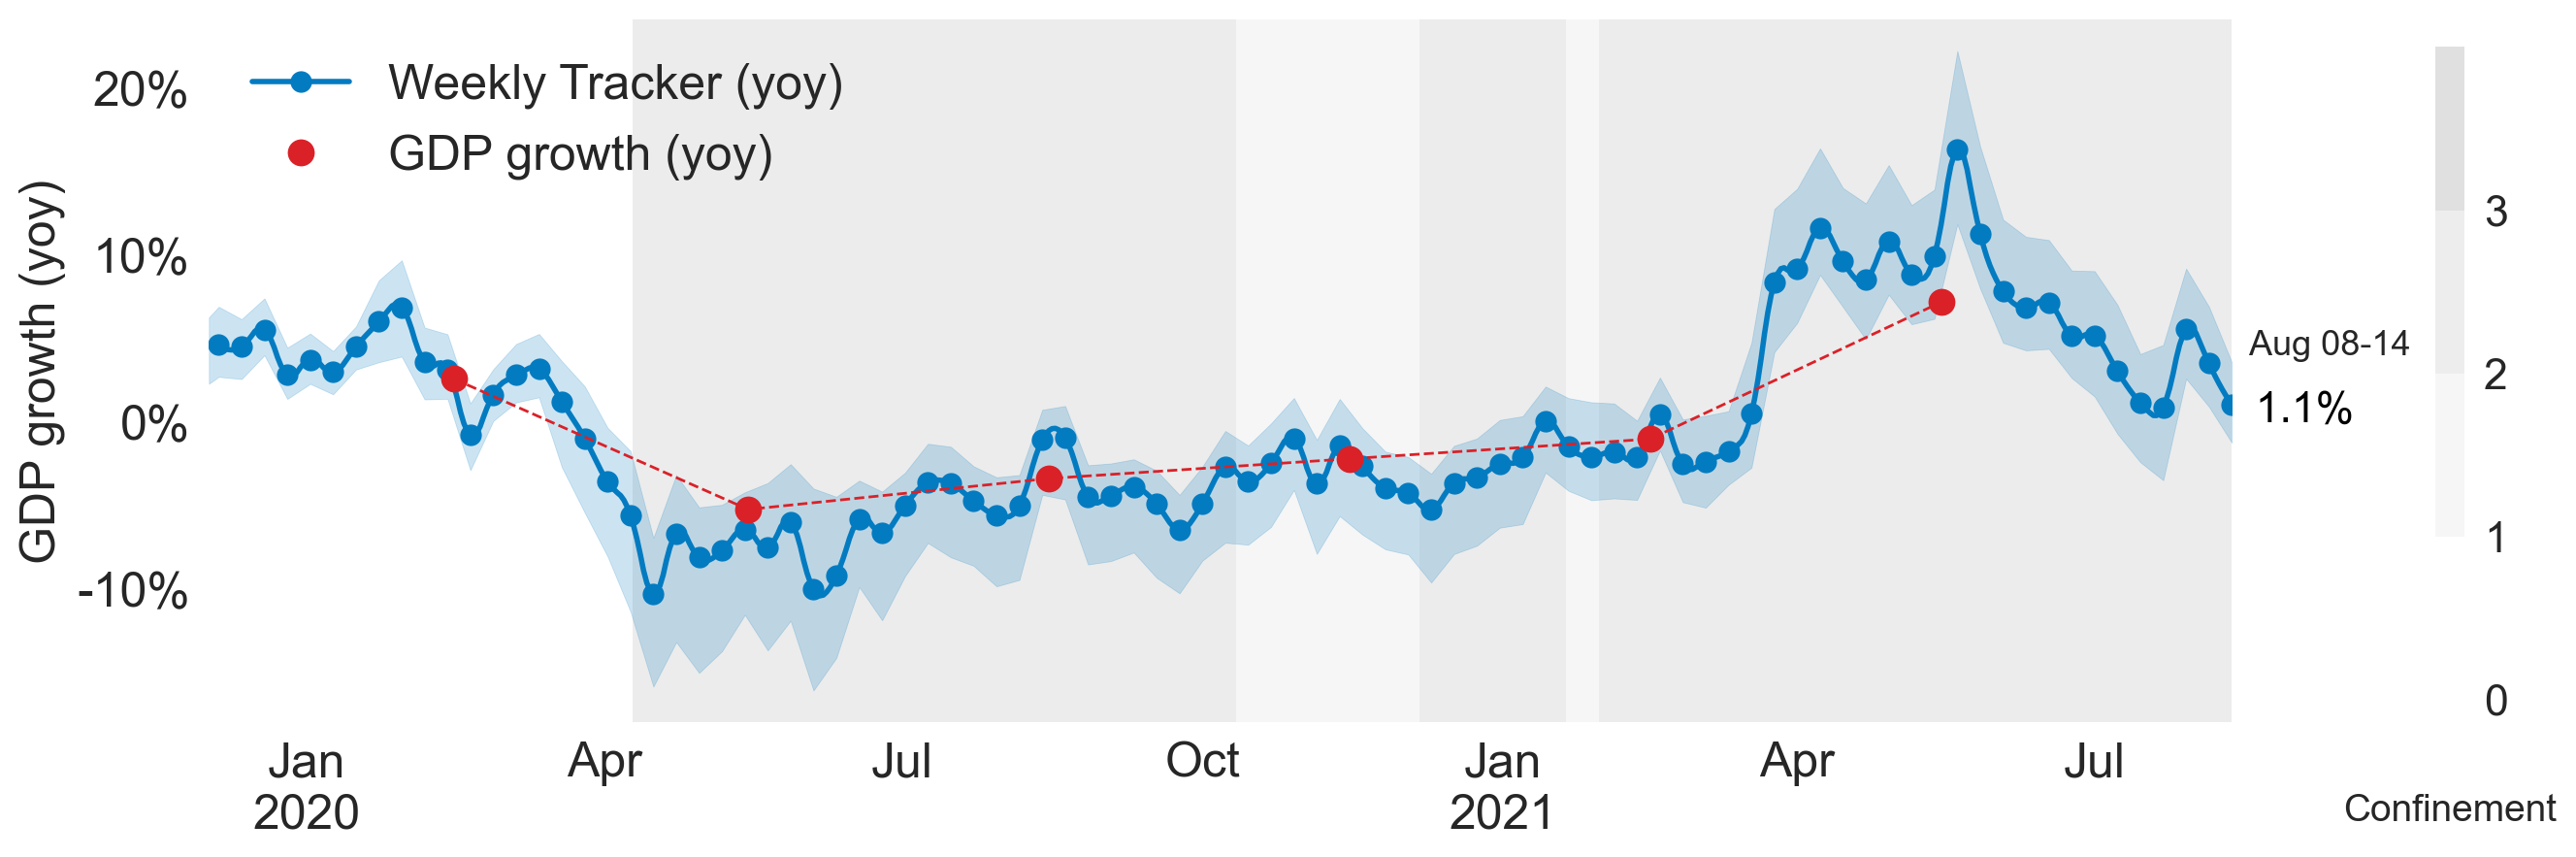 Weekly Tracker (yoy)
GDP growth (yoy)
GDP growth (yoy)
20%
10%
0%
-10%
Jan
2020
Apr
Jul
Oct
Jan
2021
Apr
Jul
Aug 08-14
1.1%
3
2
1
0
Confinement